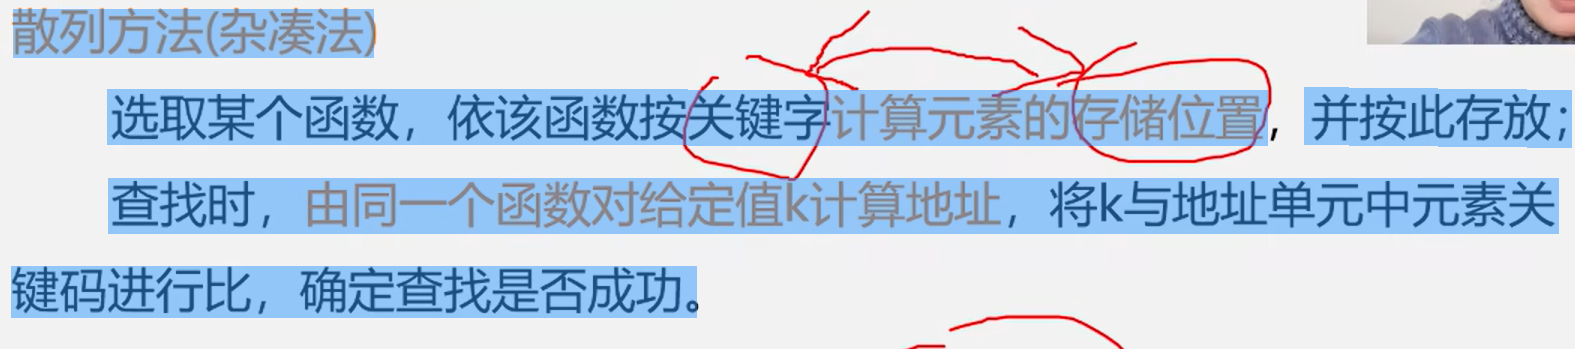 散列方法(杂凑法)
选取某个函数，依该函数按关键字计算元素的存储位置，并按此存放；
查找时，由同一个函数对给定值k计算地址，将k与地址单元中元素关
键码进行比，确定查找是否成功。